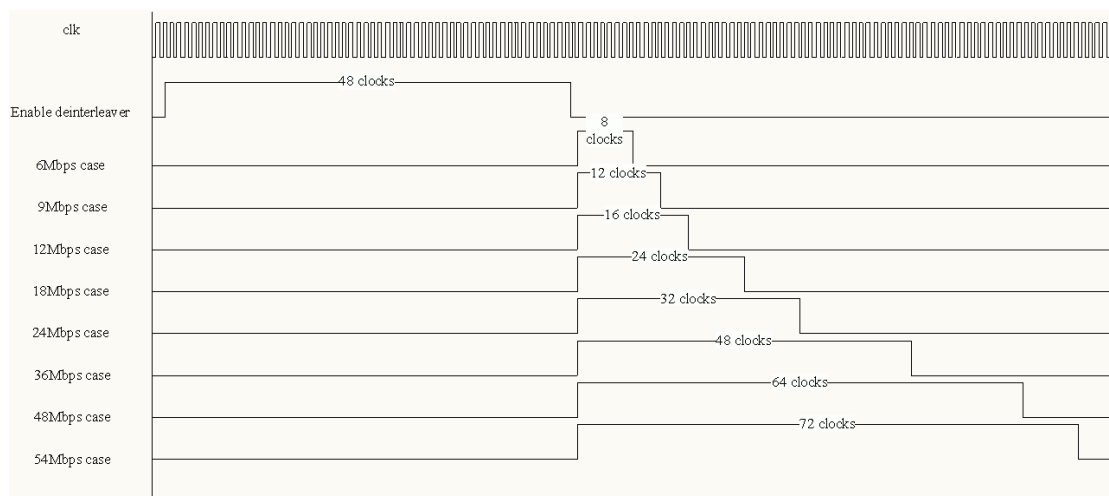 clk
48 clocks
Enable deinterleaver
8
clocks
6Mbps case
12 clocks
9Mbps case
16 clocks
12Mbps case
24 clocks
18Mbps case
32 clocks
24Mbps case
48 clocks
36Mbps case
64 clocks
48Mbps case
72 clocks
54Mbps case